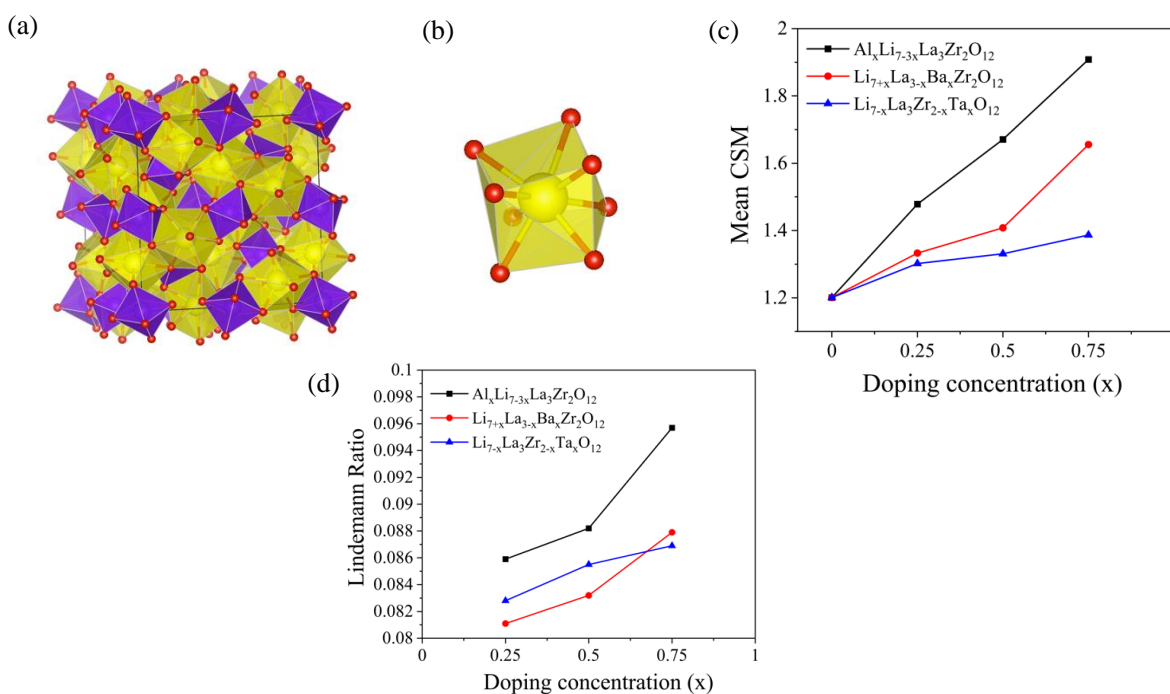 (a)
(b)
(c)
2
1.8
1.6
1.4
1.2
Mean CSM
AlₓLi₇₋₃ₓLa₃Zr₂O₁₂
Li₇₊ₓLa₃₋ₓBaₓZr₂O₁₂
Li₇₋ₓLa₃Zr₂₋ₓTaₓO₁₂
0 0.25 0.5 0.75
Doping concentration (x)
(d)
0.1
0.098
0.096
0.094
0.092
0.09
0.088
0.086
0.084
0.082
0.08
Lindemann Ratio
AlₓLi₇₋₃ₓLa₃Zr₂O₁₂
Li₇₊ₓLa₃₋ₓBaₓZr₂O₁₂
Li₇₋ₓLa₃Zr₂₋ₓTaₓO₁₂
0 0.25 0.5 0.75 1
Doping concentration (x)